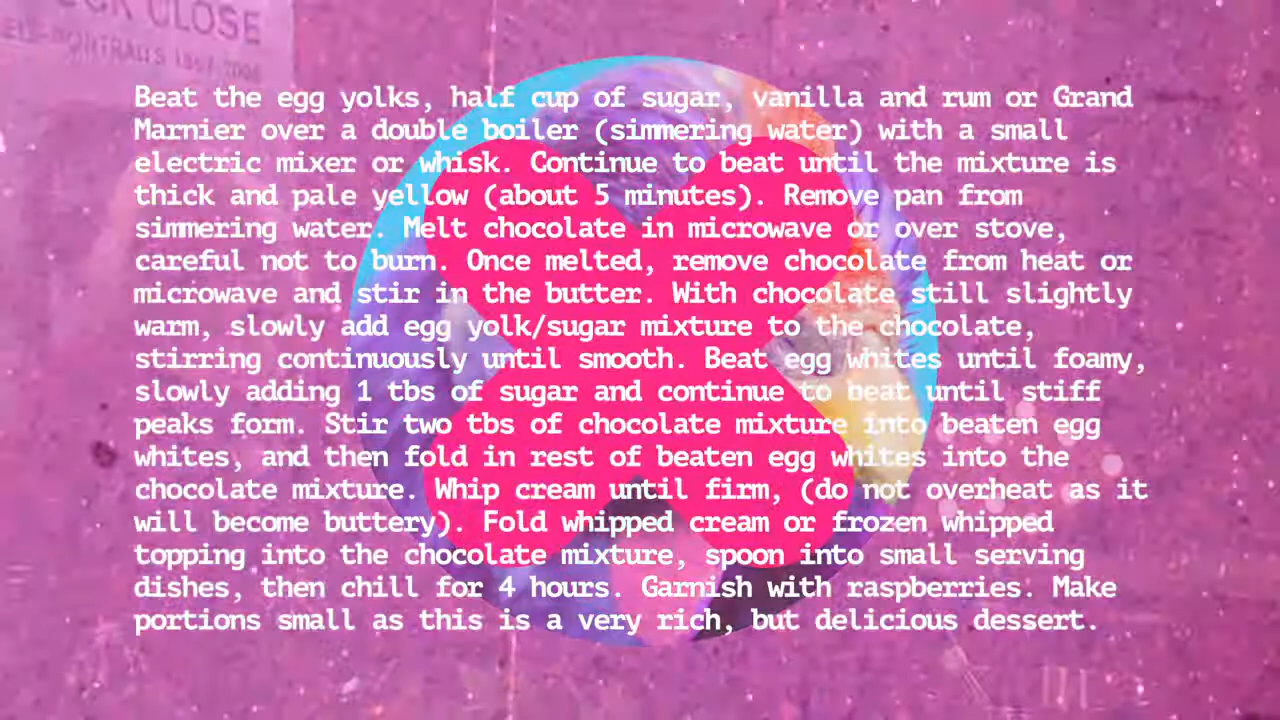 CLOSE
Beat the egg yolks, half cup of sugar, vanilla and rum or Grand
Marnier over a double boiler (simmering water) with a small
electric mixer or whisk. Continue to beat until the mixture is
thick and pale yellow (about 5 minutes). Remove pan from
simmering water. Melt chocolate in microwave or over stove,
careful not to burn. Once melted, remove chocolate from heat or
microwave and stir in the butter. With chocolate still slightly
warm, slowly add egg yolk/sugar mixture to the chocolate,
stirring continuously until smooth. Beat egg whites until foamy,
slowly adding 1 tbs of sugar and continue to beat until stiff
peaks form. Stir two tbs of chocolate mixture into beaten egg
whites, and then fold in rest of beaten egg whites into the
chocolate mixture. Whip cream until firm, (do not overheat as it
will become buttery). Fold whipped cream or frozen whipped
topping into the chocolate mixture, spoon into small serving
dishes, then chill for 4 hours. Garnish with raspberries. Make
portions small as this is a very rich, but delicious dessert.